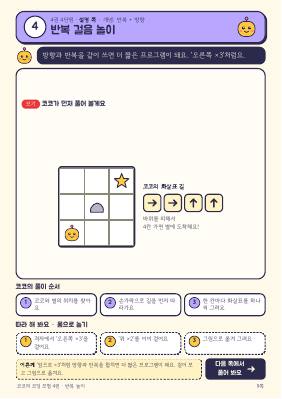 4
4권 4단원 · 설명 쪽 · 개념: 반복 + 방향
반복 걸음 놀이
방향과 반복을 같이 쓰면 더 짧은 프로그램이 돼요. '오른쪽 ×3'처럼요.
보기 코코가 먼저 풀어 볼게요
코코의 화살표 길
→ → ↑ ↑
바위를 피해서
4칸 가면 별에 도착해요!
코코의 풀이 순서
1 코코와 별의 위치를 찾아요
2 손가락으로 길을 먼저 따라가요
3 한 칸마다 화살표를 하나씩 그려요
따라 해 봐요 · 몸으로 놀기
1 제자리에서 '오른쪽 ×3'을 걸어요
2 '위 ×2'를 이어 걸어요
3 그림으로 옮겨 그려요
다음 쪽에서
풀어 봐요 →
코코의 코딩 모험 4권 · 반복 놀이